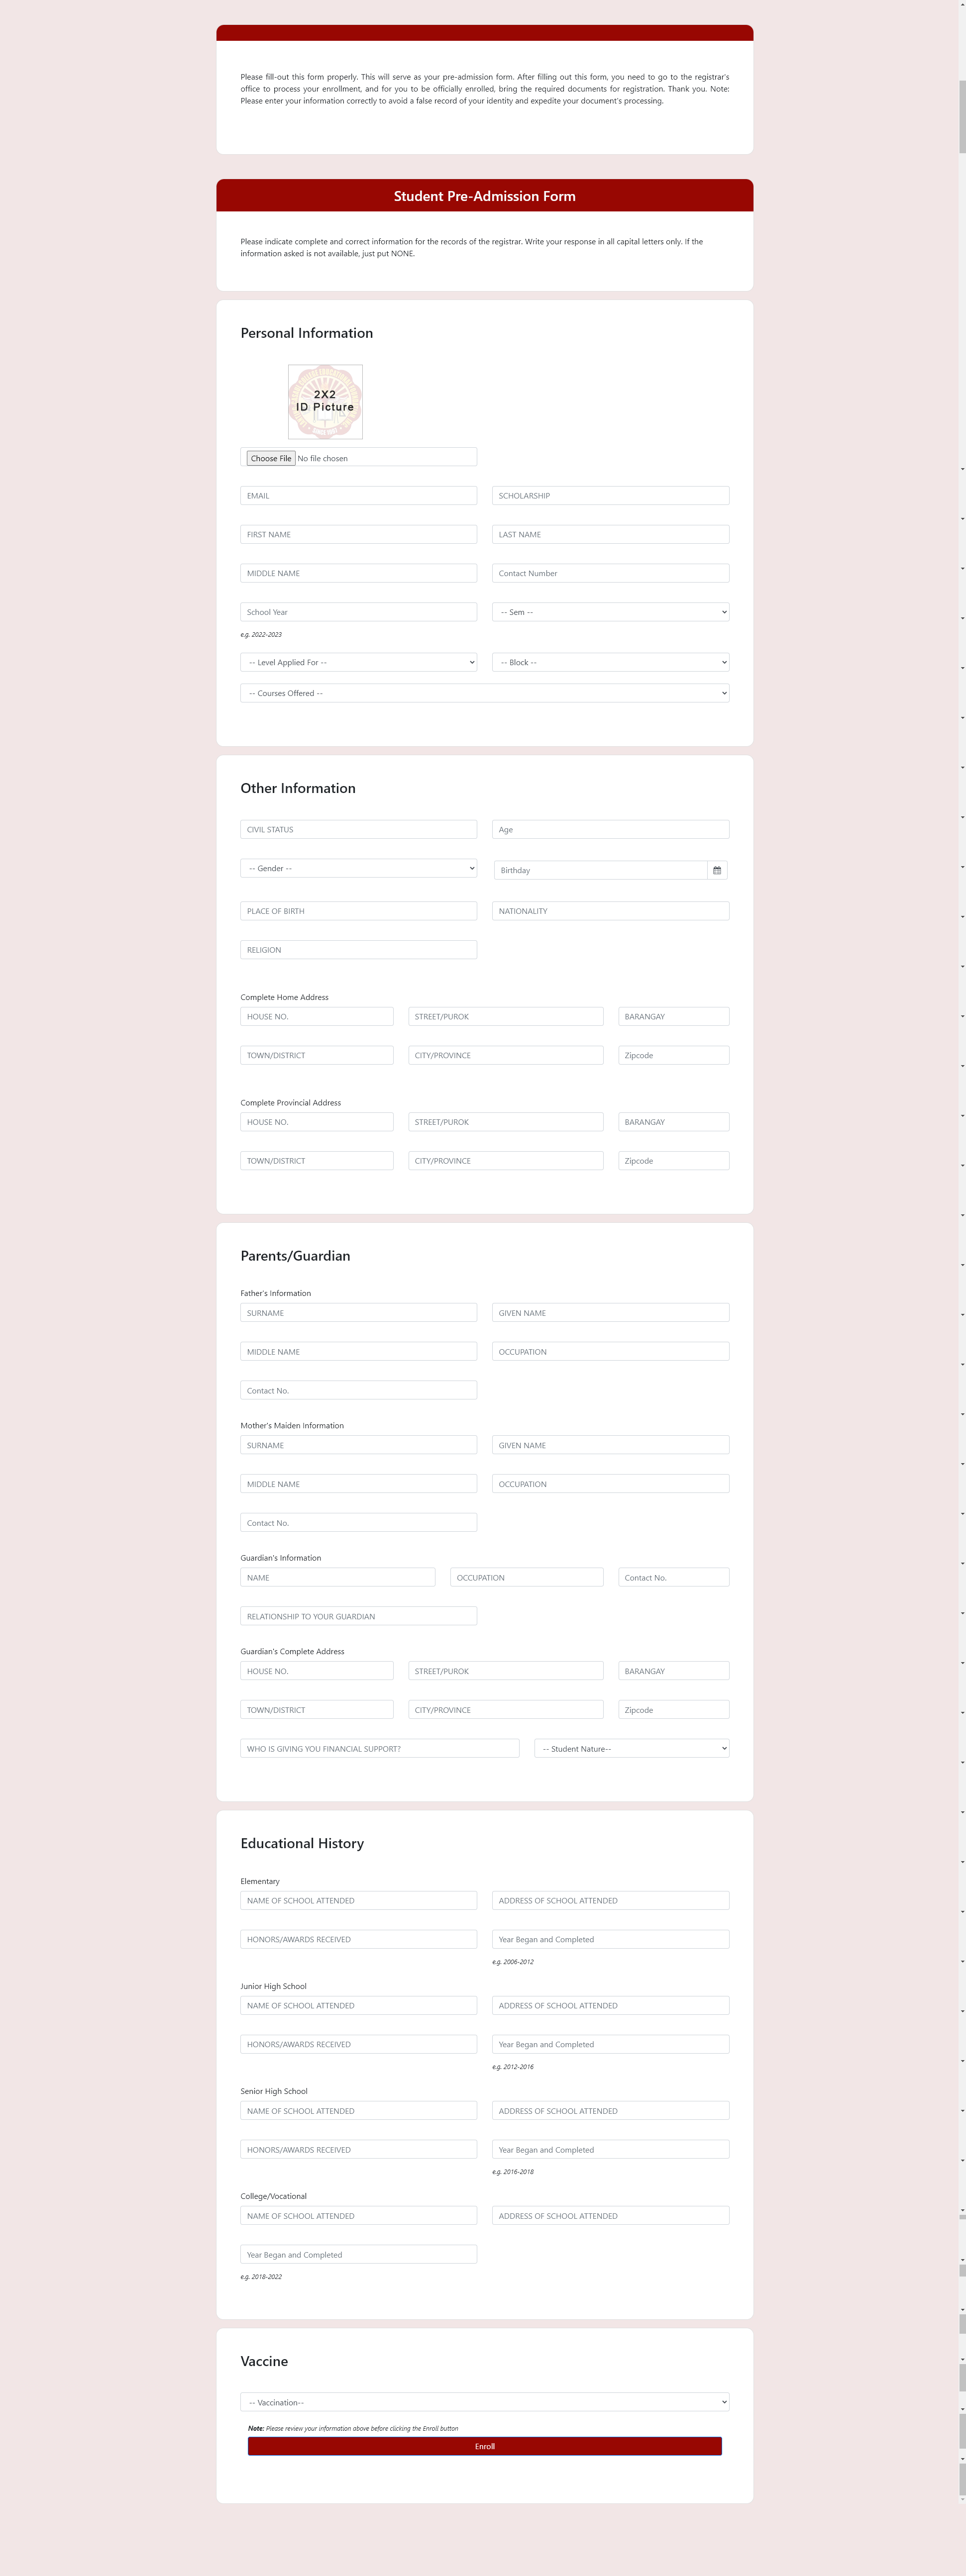 Please fill-out this form properly. This will serve as your pre-admission form. After filling out this form, you need to go to the registrar's
office to process your enrollment, and for you to be officially enrolled, bring the required documents for registration. Thank you. Note:
Please enter your information correctly to avoid a false record of your identity and expedite your document's processing.
Student Pre-Admission Form
Please indicate complete and correct information for the records of the registrar. Write your response in all capital letters only. If the
information asked is not available, just put NONE.
Personal Information
2X2
ID Picture
Choose File No file chosen
EMAIL SCHOLARSHIP
FIRST NAME LAST NAME
MIDDLE NAME Contact Number
School Year -- Sem --
e.g. 2022-2023
-- Level Applied For -- -- Block --
-- Courses Offered --
Other Information
CIVIL STATUS Age
-- Gender -- Birthday
PLACE OF BIRTH NATIONALITY
RELIGION
Complete Home Address
HOUSE NO. STREET/PUROK BARANGAY
TOWN/DISTRICT CITY/PROVINCE Zipcode
Complete Provincial Address
HOUSE NO. STREET/PUROK BARANGAY
TOWN/DISTRICT CITY/PROVINCE Zipcode
Parents/Guardian
Father's Information
SURNAME GIVEN NAME
MIDDLE NAME OCCUPATION
Contact No.
Mother's Maiden Information
SURNAME GIVEN NAME
MIDDLE NAME OCCUPATION
Contact No.
Guardian's Information
NAME OCCUPATION Contact No.
RELATIONSHIP TO YOUR GUARDIAN
Guardian's Complete Address
HOUSE NO. STREET/PUROK BARANGAY
TOWN/DISTRICT CITY/PROVINCE Zipcode
WHO IS GIVING YOU FINANCIAL SUPPORT? -- Student Nature--
Educational History
Elementary
NAME OF SCHOOL ATTENDED ADDRESS OF SCHOOL ATTENDED
HONORS/AWARDS RECEIVED Year Began and Completed
e.g. 2006-2012
Junior High School
NAME OF SCHOOL ATTENDED ADDRESS OF SCHOOL ATTENDED
HONORS/AWARDS RECEIVED Year Began and Completed
e.g. 2012-2016
Senior High School
NAME OF SCHOOL ATTENDED ADDRESS OF SCHOOL ATTENDED
HONORS/AWARDS RECEIVED Year Began and Completed
e.g. 2016-2018
College/Vocational
NAME OF SCHOOL ATTENDED ADDRESS OF SCHOOL ATTENDED
Year Began and Completed
e.g. 2018-2022
Vaccine
-- Vaccination--
Note: Please review your information above before clicking the Enroll button
Enroll